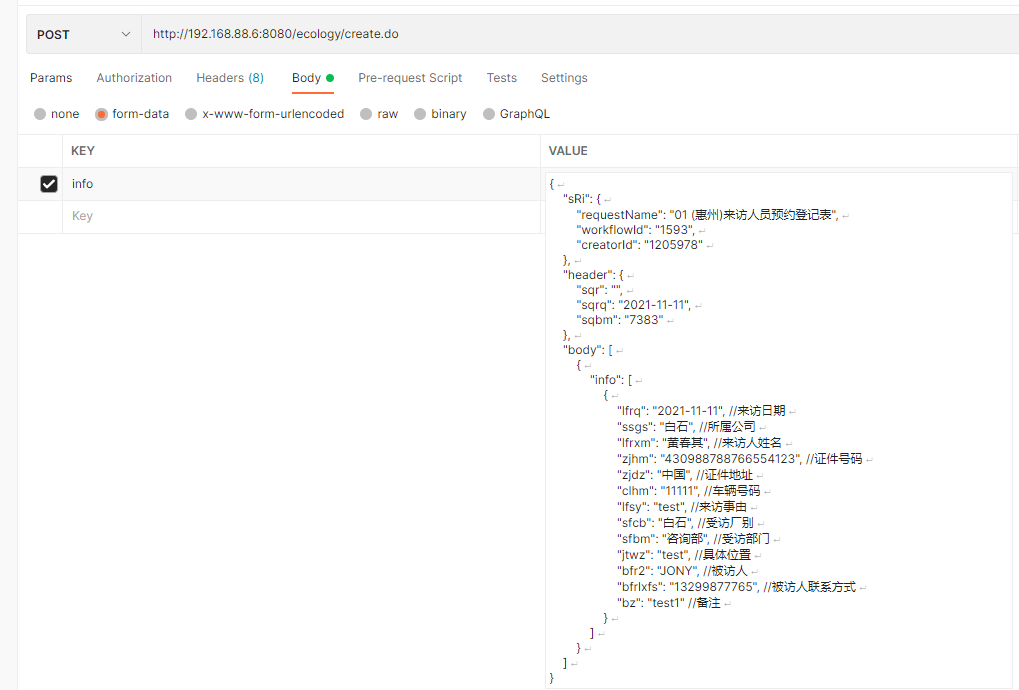 POST http://192.168.88.6:8080/ecology/create.do
Params Authorization Headers (8) Body Pre-request Script Tests Settings
none form-data x-www-form-urlencoded raw binary GraphQL
KEY VALUE
info
Key
{
"sRi": {
"requestName": "01 (惠州)来访人员预约登记表",
"workflowId": "1593",
"creatorId": "1205978"
},
"header": {
"sqr": "",
"sqrq": "2021-11-11",
"sqbm": "7383"
},
"body": [
{
"info": [
{
"lfrq": "2021-11-11", //来访日期
"ssgs": "白石", //所属公司
"lfrxm": "黄春其", //来访人姓名
"zjhm": "430988788766554123", //证件号码
"zjdz": "中国", //证件地址
"clhm": "11111", //车辆号码
"lfsy": "test", //来访事由
"sfcb": "白石", //受访厂别
"sfbm": "咨询部", //受访部门
"jtwz": "test", //具体位置
"bfr2": "JONY", //被访人
"bfrlxfs": "13299877765", //被访人联系方式
"bz": "test1" //备注
}
]
}
]
}